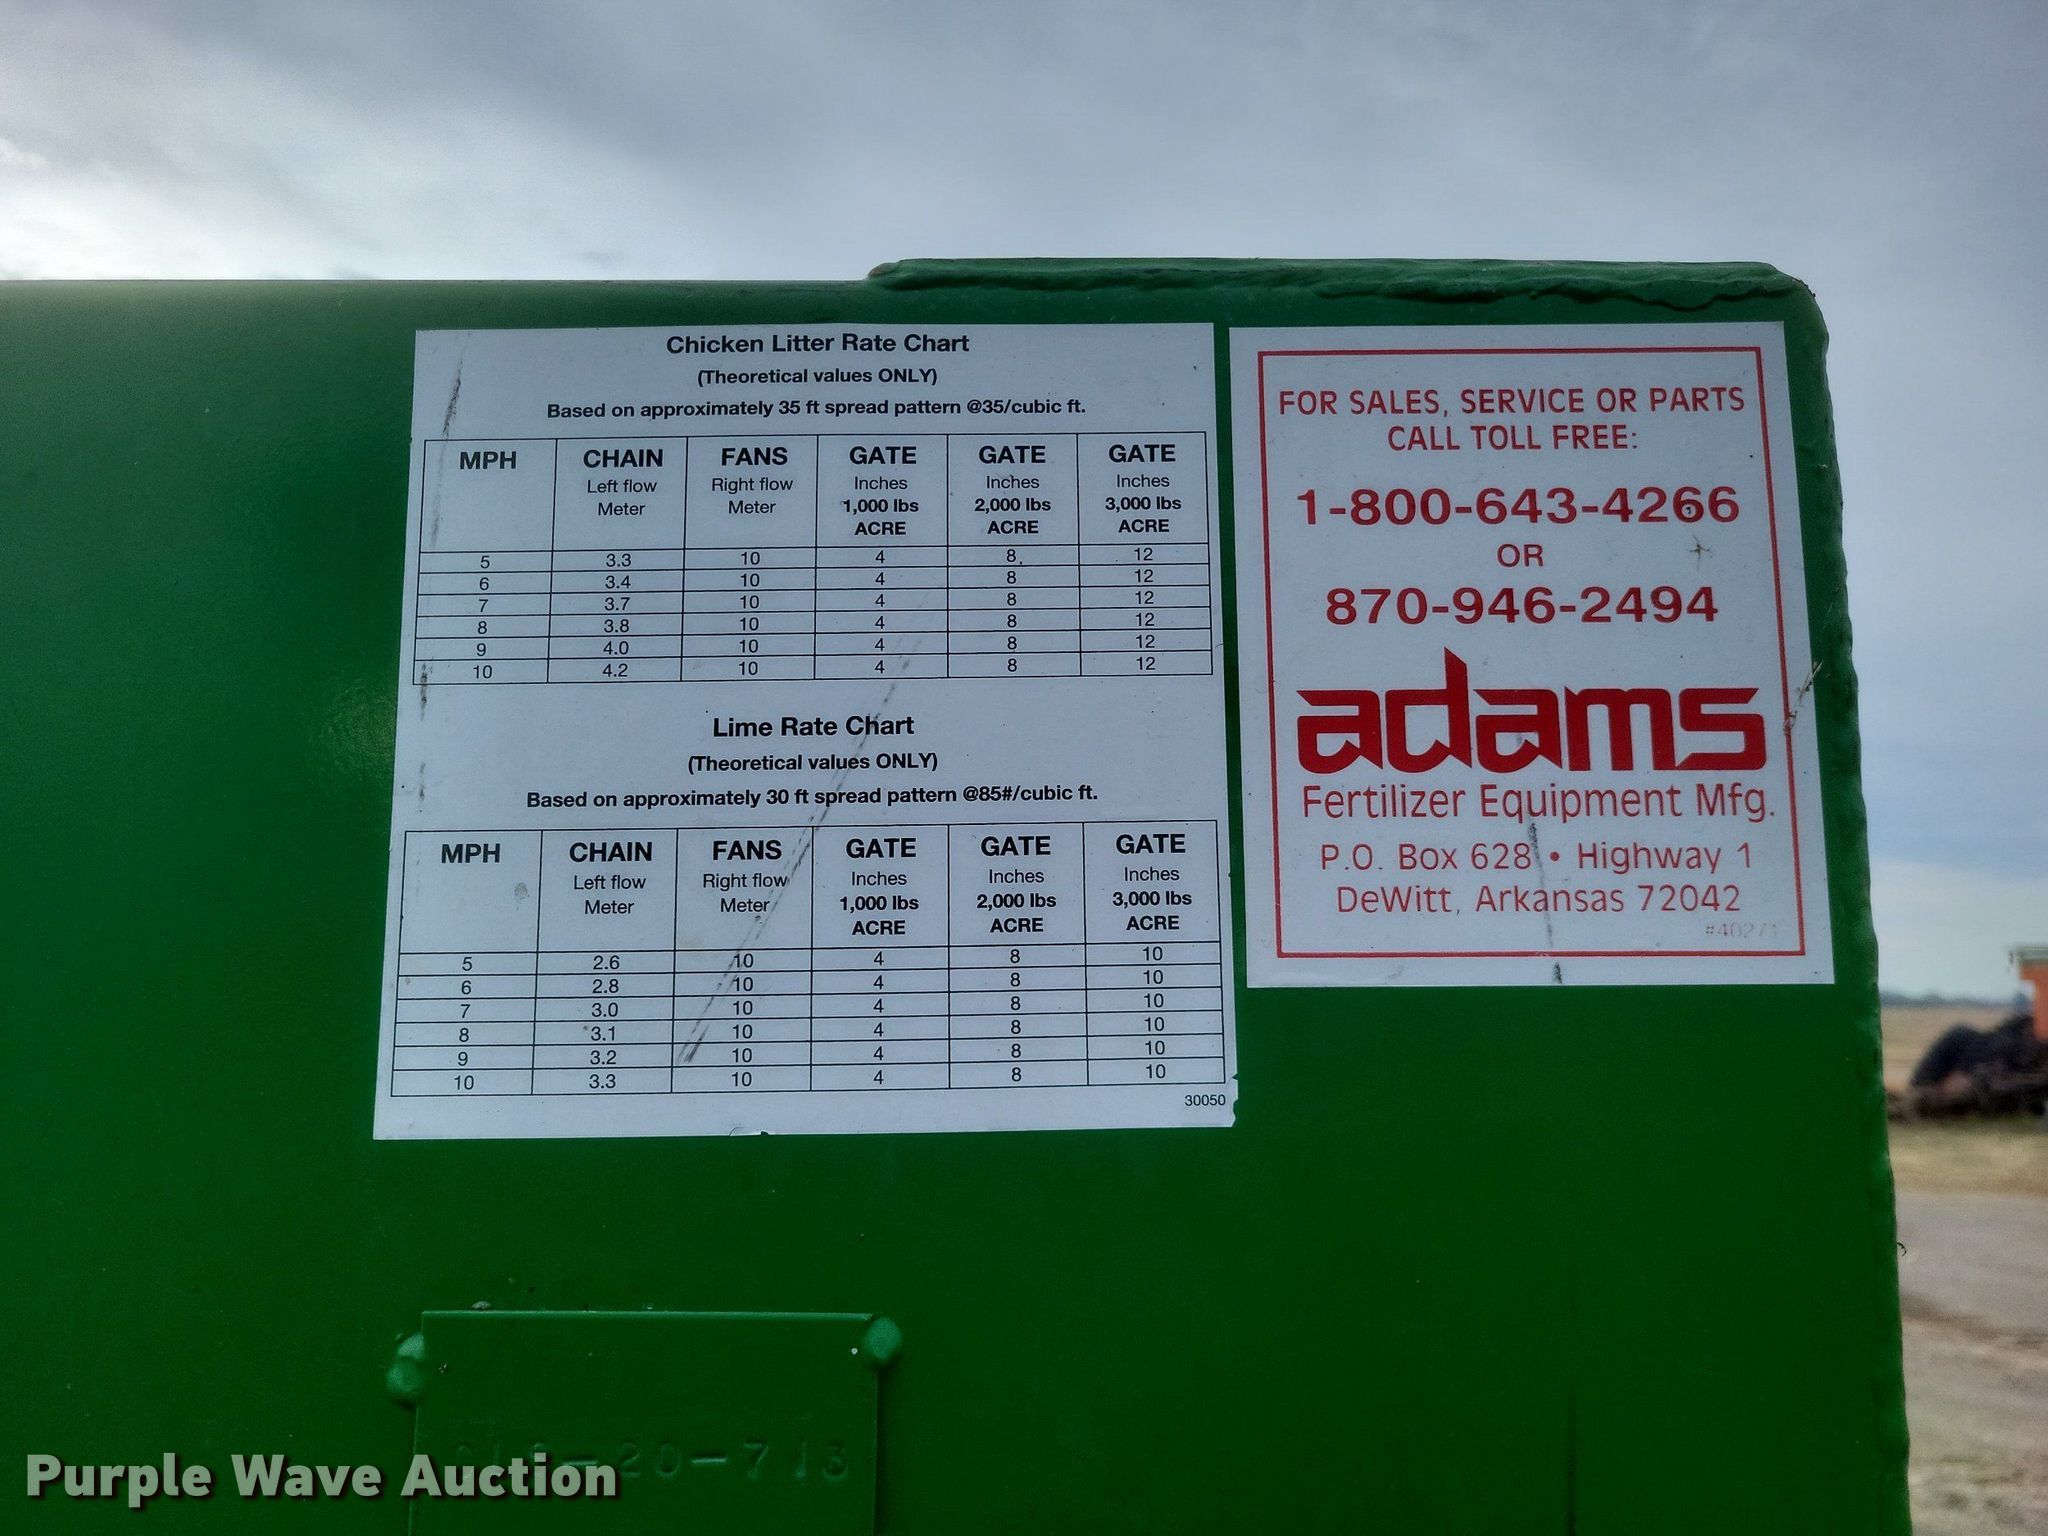 Chicken Litter Rate Chart
(Theoretical values ONLY)
Based on approximately 35 ft spread pattern @35/cubic ft.
MPH CHAIN FANS GATE GATE GATE
Left flow Right flow Inches Inches Inches
Meter Meter 1,000 lbs 2,000 lbs 3,000 lbs
ACRE ACRE ACRE
5 3.3 10 4 8 12
6 3.4 10 4 8 12
7 3.7 10 4 8 12
8 3.8 10 4 8 12
9 4.0 10 4 8 12
10 4.2 10 4 8 12
Lime Rate Chart
(Theoretical values ONLY)
Based on approximately 30 ft spread pattern @85#/cubic ft.
MPH CHAIN FANS GATE GATE GATE
Left flow Right flow Inches Inches Inches
Meter Meter 1,000 lbs 2,000 lbs 3,000 lbs
ACRE ACRE ACRE
5 2.6 10 4 8 10
6 2.8 10 4 8 10
7 3.0 10 4 8 10
8 3.1 10 4 8 10
9 3.2 10 4 8 10
10 3.3 10 4 8 10
30050
FOR SALES, SERVICE OR PARTS
CALL TOLL FREE:
1-800-643-4266
OR
870-946-2494
adams
Fertilizer Equipment Mfg.
P.O. Box 628 • Highway 1
DeWitt, Arkansas 72042
#40271
Purple Wave Auction